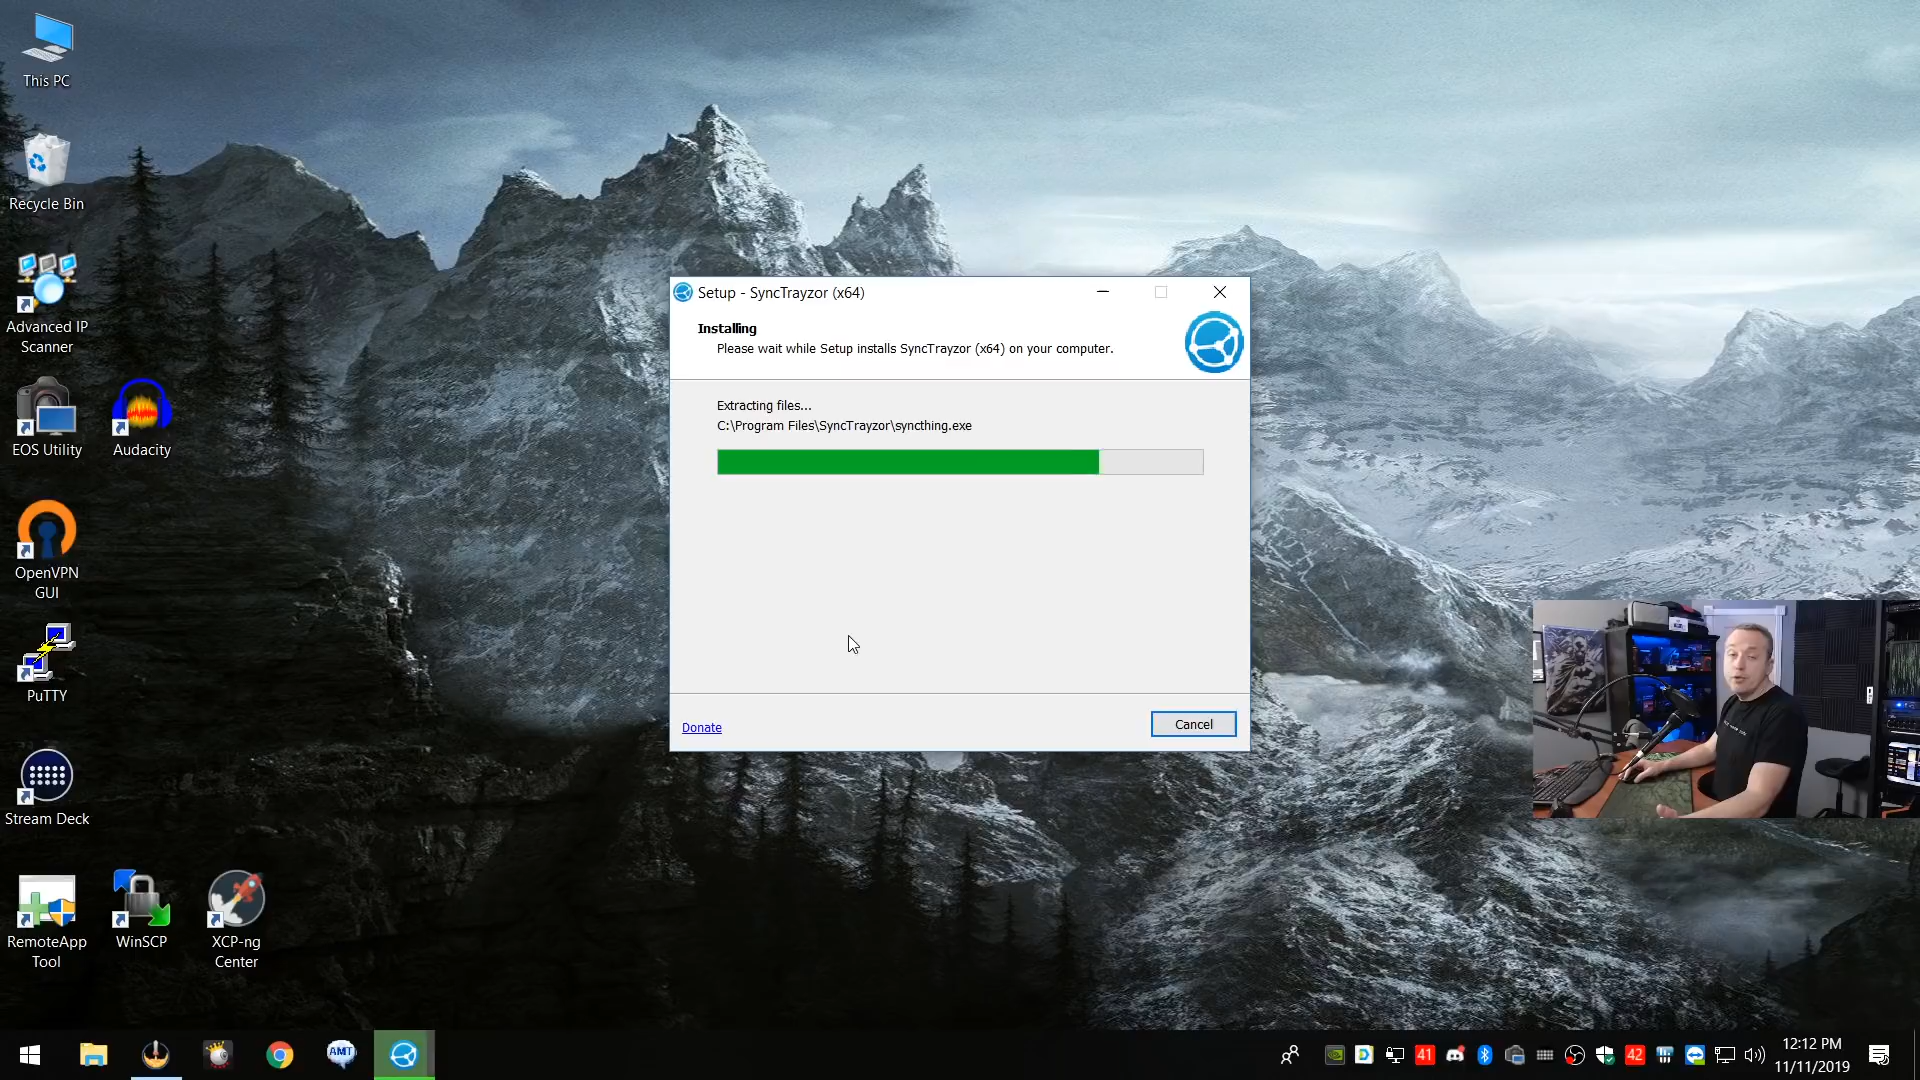 This PC
Recycle Bin
Advanced IP
Scanner
EOS Utility
Audacity
OpenVPN
GUI
PuTTY
Stream Deck
RemoteApp
Tool
WinSCP
XCP-ng
Center
Setup - SyncTrayzor (x64)
Installing
Please wait while Setup installs SyncTrayzor (x64) on your computer.
Extracting files...
C:\Program Files\SyncTrayzor\syncthing.exe
Donate
Cancel
AMT
41
42
12:12 PM
11/11/2019